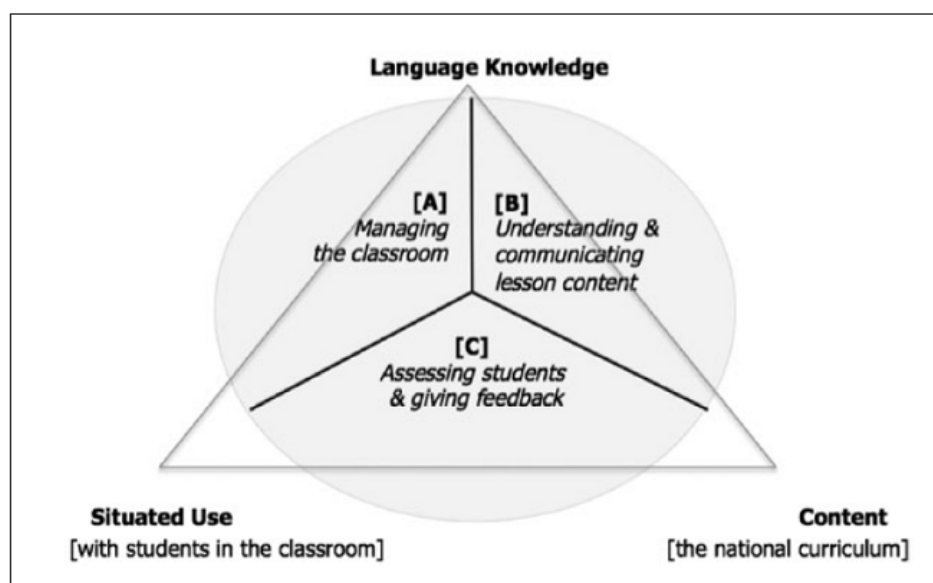 Language Knowledge
[A]
Managing
the classroom
[B]
Understanding &
communicating
lesson content
[C]
Assessing students
& giving feedback
Situated Use
[with students in the classroom]
Content
[the national curriculum]